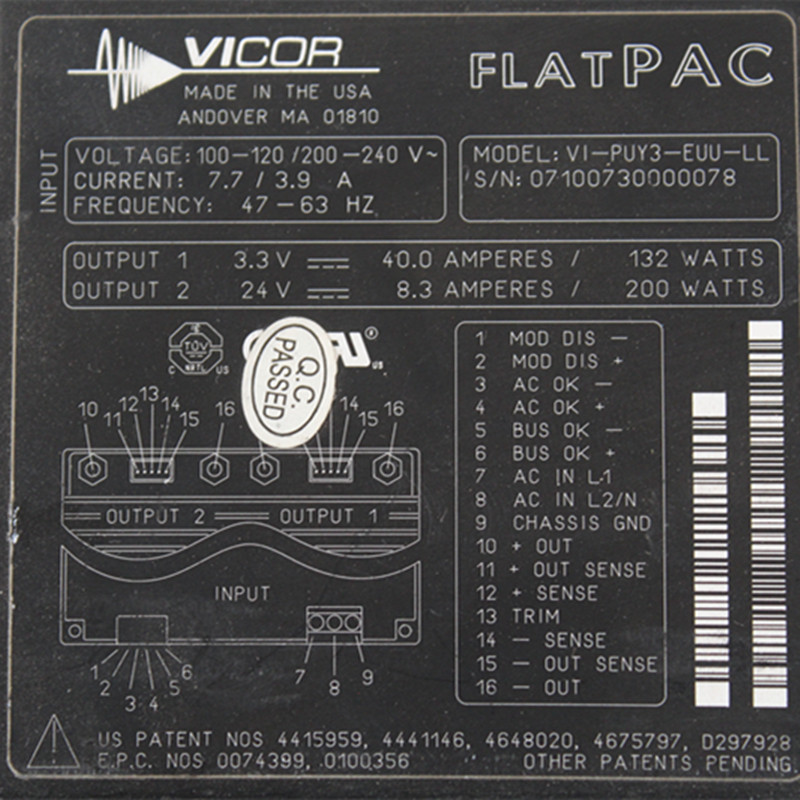 VICOR
MADE IN THE USA
ANDOVER MA 01810
FLATPAC
INPUT
VOLTAGE: 100–120 /200 –240 V~
CURRENT: 7.7 / 3.9 A
FREQUENCY: 47 – 63 HZ
MODEL: VI–PUY3–EUU–LL
S/N: 07100730000078
OUTPUT 1 3.3 V 40.0 AMPERES / 132 WATTS
OUTPUT 2 24 V 8.3 AMPERES / 200 WATTS
TÜV
C NRTL US
Q.C.
PASSED
®
US
10 11 12 13 14 15 16 14 15 16
OUTPUT 2 OUTPUT 1
INPUT
1 2 3 4 5 6 7 8 9
1 MOD DIS –
2 MOD DIS +
3 AC OK –
4 AC OK +
5 BUS OK –
6 BUS OK +
7 AC IN L1
8 AC IN L2/N
9 CHASSIS GND
10 + OUT
11 + OUT SENSE
12 + SENSE
13 TRIM
14 – SENSE
15 – OUT SENSE
16 – OUT
US PATENT NOS 4415959, 4441146, 4648020, 4675797, D297928
E.P.C. NOS 0074399, .0100356
OTHER PATENTS PENDING.